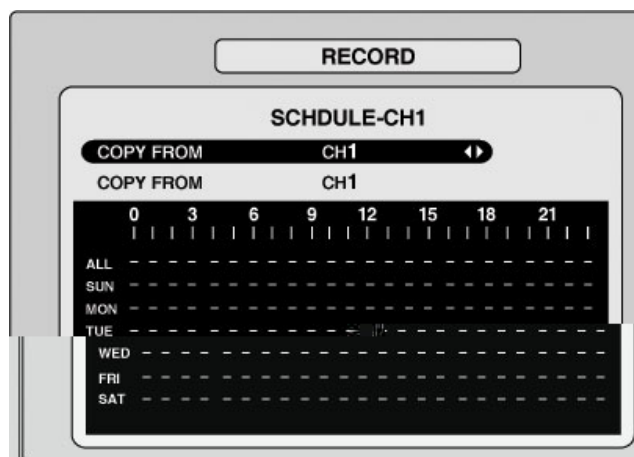 RECORD
SCHDULE-CH1
COPY FROM CH1
COPY FROM CH1
0 3 6 9 12 15 18 21
ALL - - - - - - - - - - - - - - - - - - - - - - - -
SUN - - - - - - - - - - - - - - - - - - - - - - - -
MON - - - - - - - - - - - - - - - - - - - - - - - -
TUE - - - - - - - - - - - - - - - - - - - - - - - -
WED - - - - - - - - - - - - - - - - - - - - - - - -
FRI - - - - - - - - - - - - - - - - - - - - - - - -
SAT - - - - - - - - - - - - - - - - - - - - - - - -